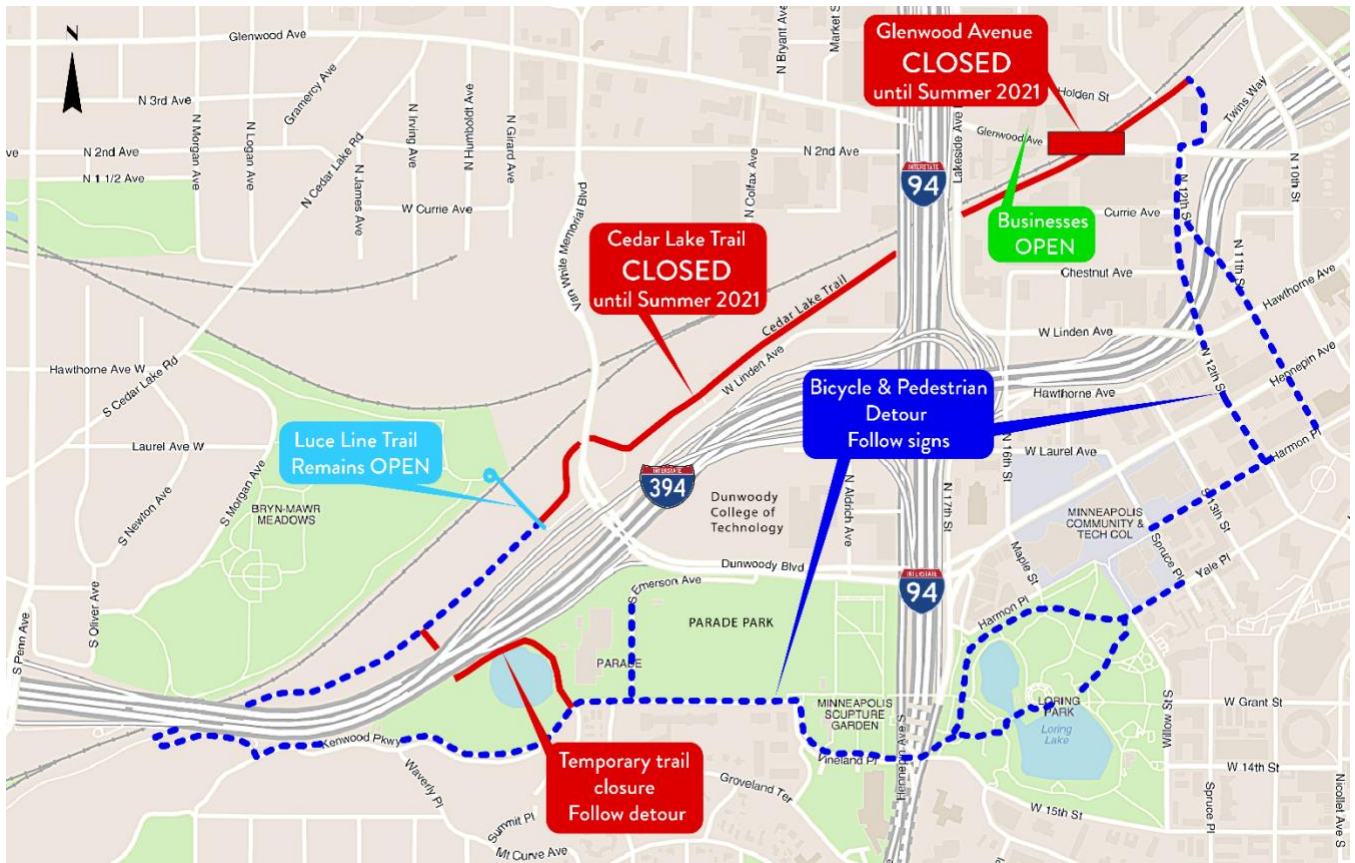 N
Glenwood Ave
N 3rd Ave
N 2nd Ave
N 1 1/2 Ave
ve
N Morgan Ave
N Logan Ave
Gramercy Ave
N Cedar Lake Rd
N Irving Ave
N James Ave
N Humboldt Ave
N Girard Ave
W Currie Ave
Van White Memorial Blvd
N Bryant Ave
Market S
N 2nd Ave
N Colfax Ave
Glenwood Avenue
CLOSED
until Summer 2021
Holden St
Glenwood Ave
Lakeside Ave
INTERSTATE
94
Twins Way
N 10th St
N 12th St
N 11th St
Businesses
OPEN
Currie Ave
Chestnut Ave
Hawthorne Ave
W Linden Ave
Hennepin Ave
Cedar Lake Trail
CLOSED
until Summer 2021
Cedar Lake Trail
W Linden Ave
Hawthorne Ave W
S Cedar Lake Rd
Laurel Ave W
S Morgan Ave
S Newton Ave
S Oliver Ave
S Penn Ave
BRYN-MAWR
MEADOWS
Luce Line Trail
Remains OPEN
Bicycle & Pedestrian
Detour
Follow signs
Hawthorne Ave
N 12th St
W Laurel Ave
N 16th St
N 17th St
Harmon Pl
S 13th St
INTERSTATE
394
Dunwoody
College of
Technology
N Aldrich Ave
MINNEAPOLIS
COMMUNITY &
TECH COL
Maple St
Spruce Pl
Yale Pl
Dunwoody Blvd
S Emerson Ave
INTERSTATE
94
Harmon Pl
PARADE PARK
PARADE
MINNEAPOLIS
SCUPTURE
GARDEN
LORING
PARK
Loring
Lake
Willow St
W Grant St
Kenwood Pkwy
Waverly Pl
Summit Pl
Mt Curve Ave
Temporary trail
closure
Follow detour
Groveland Ter
Vineland Pl
Hennepin Ave S
W 14th St
W 15th St
Spruce Pl
Nicollet Ave S